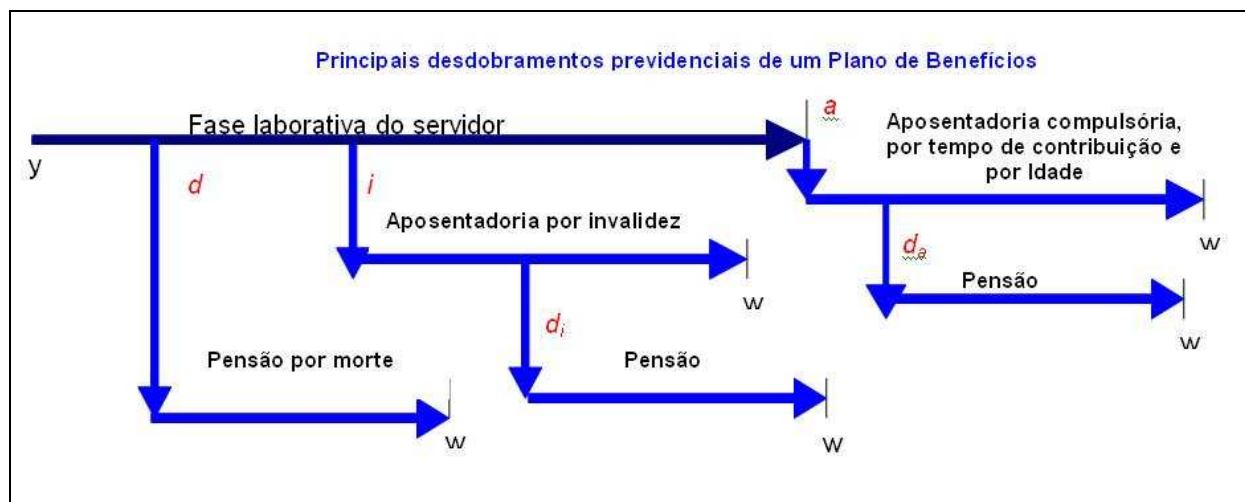 Principais desdobramentos previdenciais de um Plano de Benefícios
Fase laborativa do servidor
a
Aposentadoria compulsória,
por tempo de contribuição e
por Idade
y
d
i
Aposentadoria por invalidez
w
d_a
Pensão
w
w
d_i
Pensão por morte
Pensão
w
w